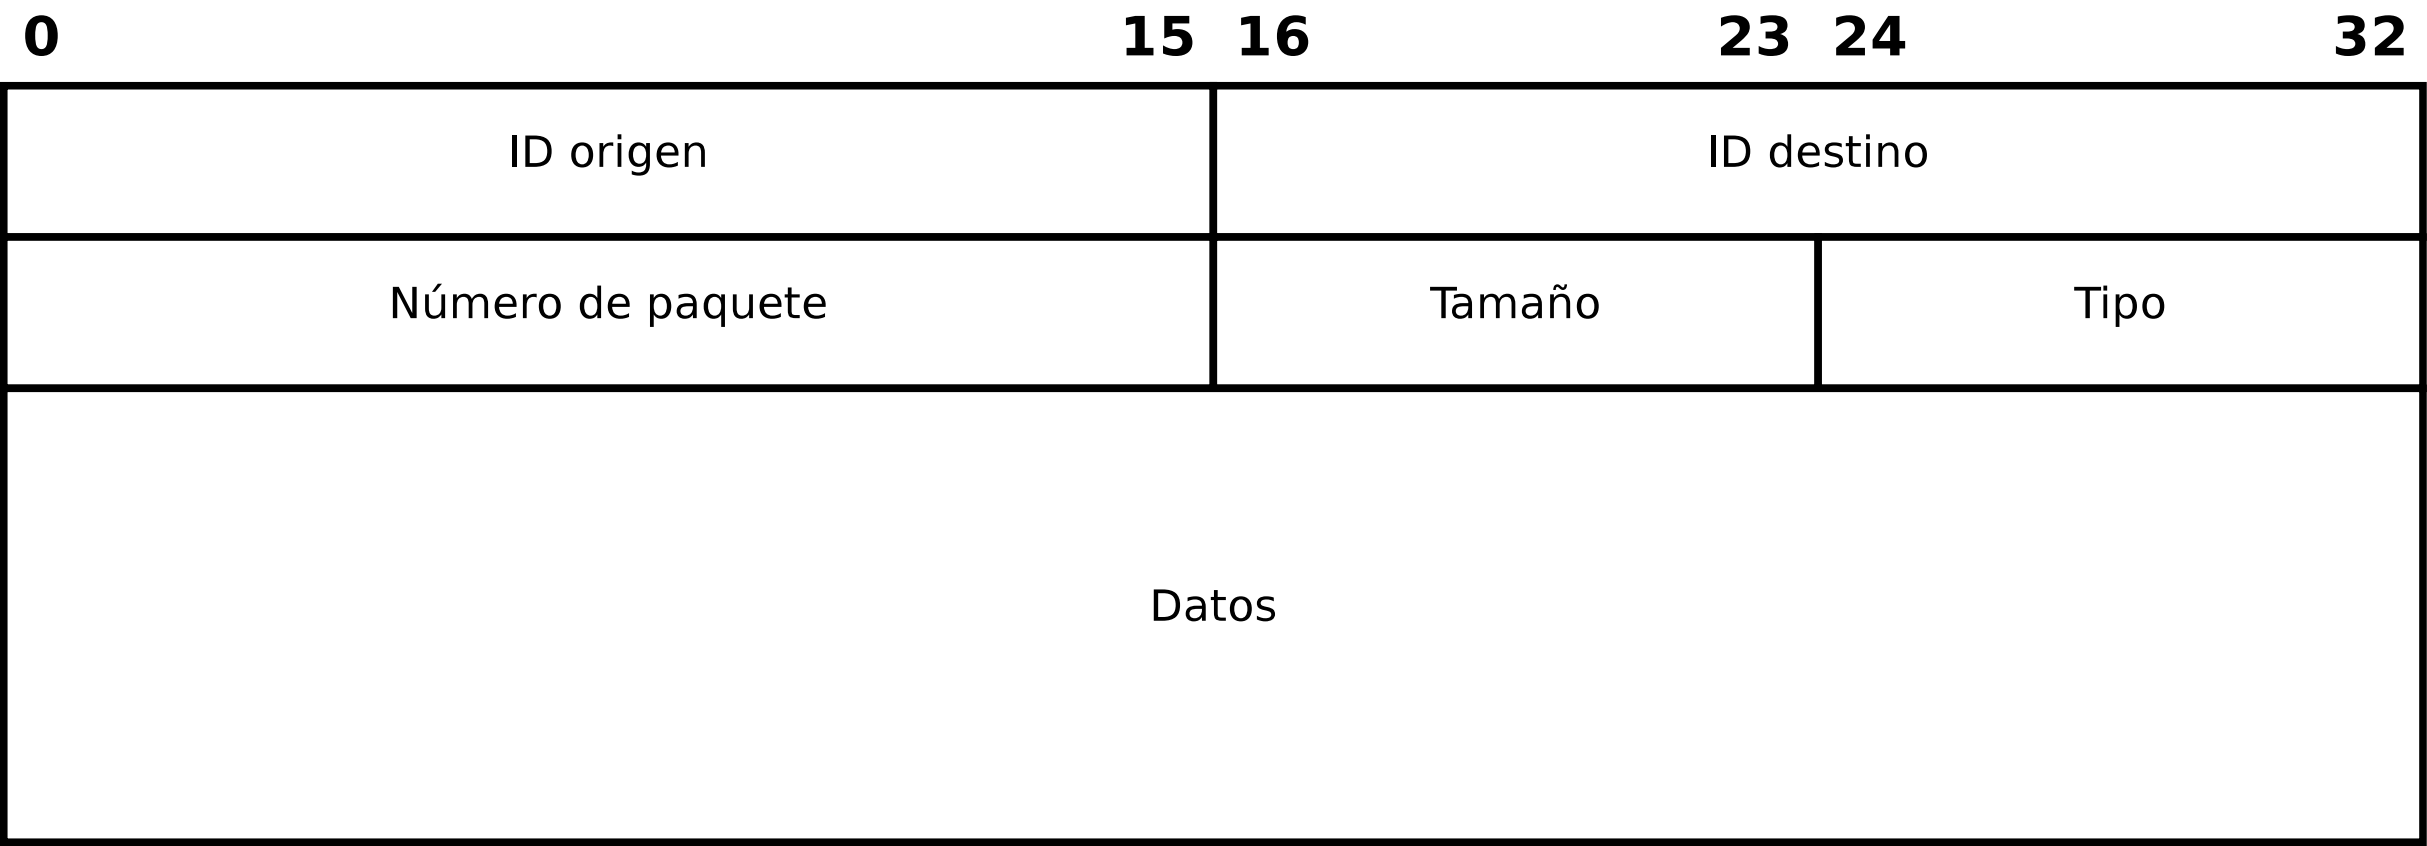 0 15 16 23 24 32
ID origen ID destino
Número de paquete Tamaño Tipo
Datos